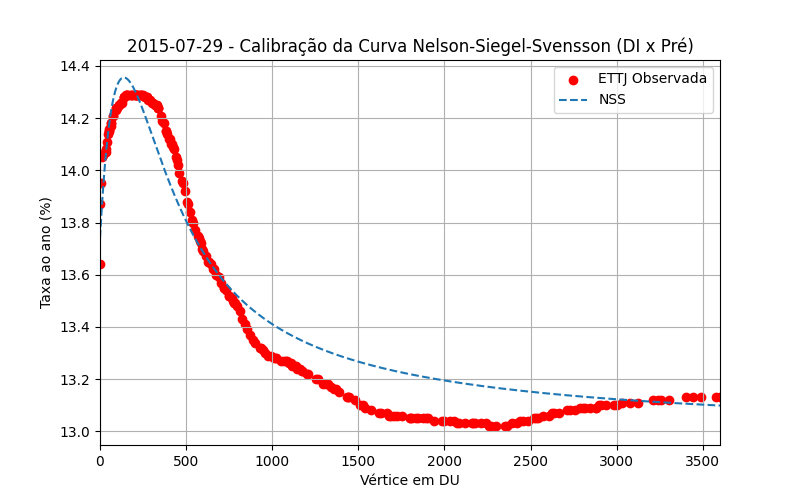 2015-07-29 - Calibração da Curva Nelson-Siegel-Svensson (DI x Pré)
ETTJ Observada
NSS
Taxa ao ano (%)
14.4
14.2
14.0
13.8
13.6
13.4
13.2
13.0
0 500 1000 1500 2000 2500 3000 3500
Vértice em DU